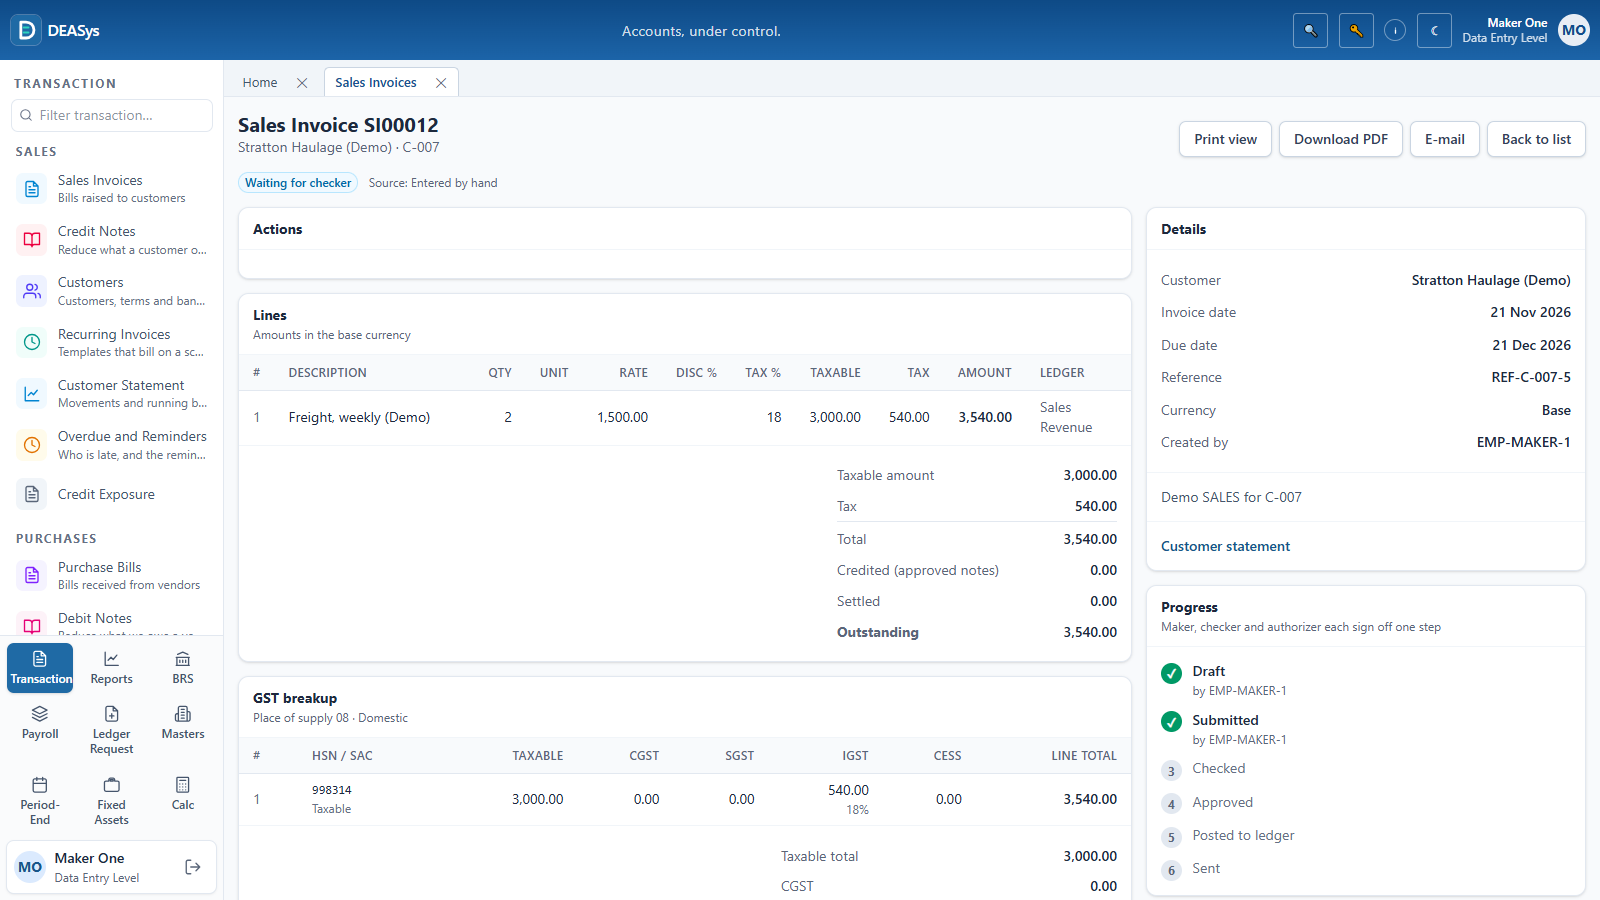 DEASys
Accounts, under control.
Maker One
Data Entry Level
MO
TRANSACTION
Filter transaction...
SALES
Sales Invoices
Bills raised to customers
Credit Notes
Reduce what a customer o...
Customers
Customers, terms and ban...
Recurring Invoices
Templates that bill on a sc...
Customer Statement
Movements and running b...
Overdue and Reminders
Who is late, and the remin...
Credit Exposure
PURCHASES
Purchase Bills
Bills received from vendors
Debit Notes
Transaction
Reports
BRS
Payroll
Ledger
Request
Masters
Period-
End
Fixed
Assets
Calc
MO
Maker One
Data Entry Level
Home
Sales Invoices
Sales Invoice SI00012
Stratton Haulage (Demo) · C-007
Print view
Download PDF
E-mail
Back to list
Waiting for checker
Source: Entered by hand
Actions
Lines
Amounts in the base currency
# DESCRIPTION QTY UNIT RATE DISC % TAX % TAXABLE TAX AMOUNT LEDGER
1 Freight, weekly (Demo) 2 1,500.00 18 3,000.00 540.00 3,540.00 Sales
Revenue
Taxable amount 3,000.00
Tax 540.00
Total 3,540.00
Credited (approved notes) 0.00
Settled 0.00
Outstanding 3,540.00
GST breakup
Place of supply 08 · Domestic
# HSN / SAC TAXABLE CGST SGST IGST CESS LINE TOTAL
1 998314 3,000.00 0.00 0.00 540.00 0.00 3,540.00
Taxable 18%
Taxable total 3,000.00
CGST 0.00
Details
Customer Stratton Haulage (Demo)
Invoice date 21 Nov 2026
Due date 21 Dec 2026
Reference REF-C-007-5
Currency Base
Created by EMP-MAKER-1
Demo SALES for C-007
Customer statement
Progress
Maker, checker and authorizer each sign off one step
Draft
by EMP-MAKER-1
Submitted
by EMP-MAKER-1
3 Checked
4 Approved
5 Posted to ledger
6 Sent